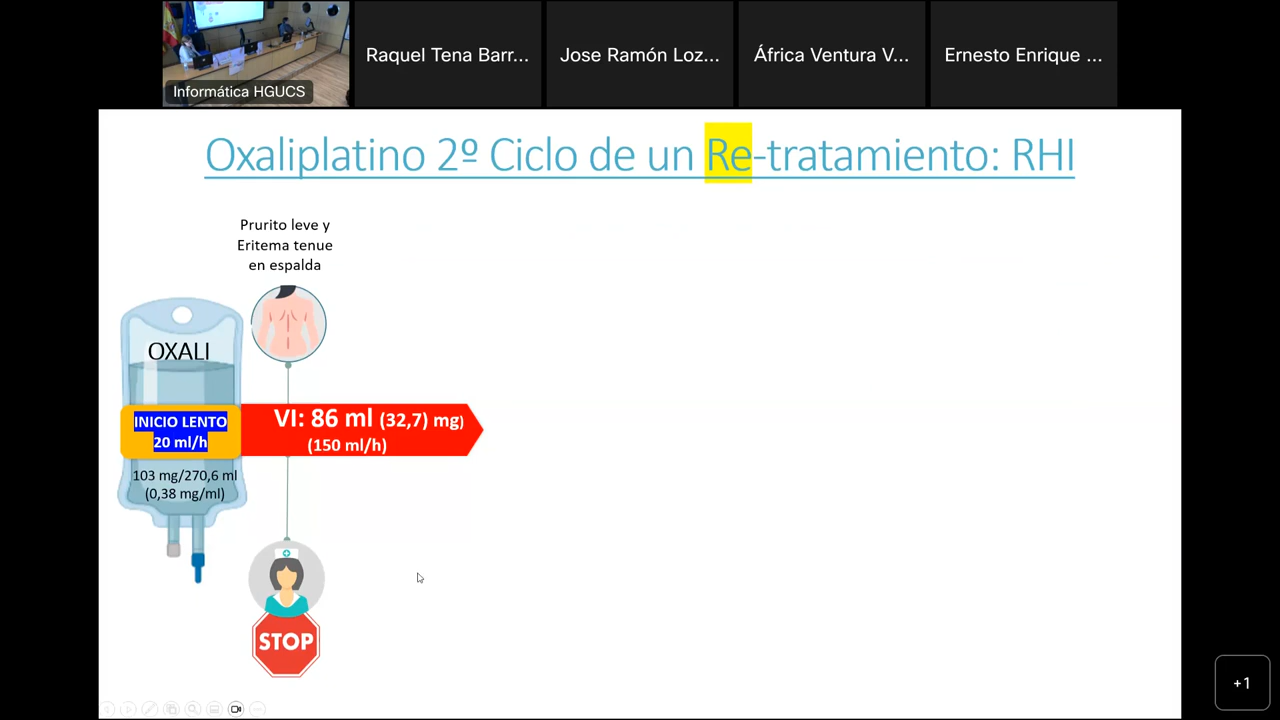 Informática HGUCS
Raquel Tena Barr...
Jose Ramón Loz...
África Ventura V...
Ernesto Enrique ...
Oxaliplatino 2º Ciclo de un Re-tratamiento: RHI
Prurito leve y
Eritema tenue
en espalda
OXALI
INICIO LENTO
20 ml/h
VI: 86 ml (32,7) mg)
(150 ml/h)
103 mg/270,6 ml
(0,38 mg/ml)
STOP
+1